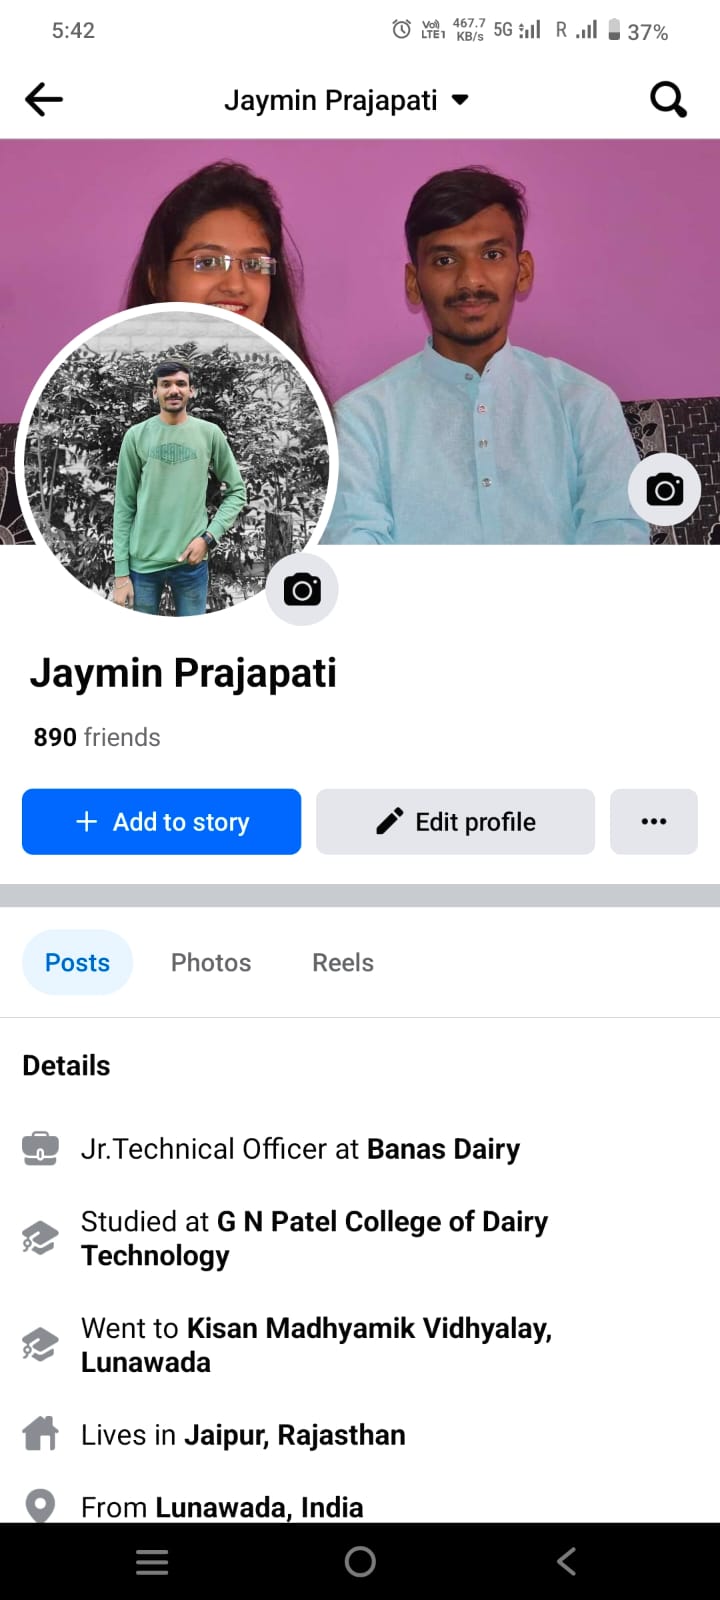 5:42
Vo)) LTE1 467.7 KB/s 5G R 37%
Jaymin Prajapati
Jaymin Prajapati
890 friends
+ Add to story
Edit profile
...
Posts Photos Reels
Details
Jr.Technical Officer at Banas Dairy
Studied at G N Patel College of Dairy
Technology
Went to Kisan Madhyamik Vidhyalay,
Lunawada
Lives in Jaipur, Rajasthan
From Lunawada, India